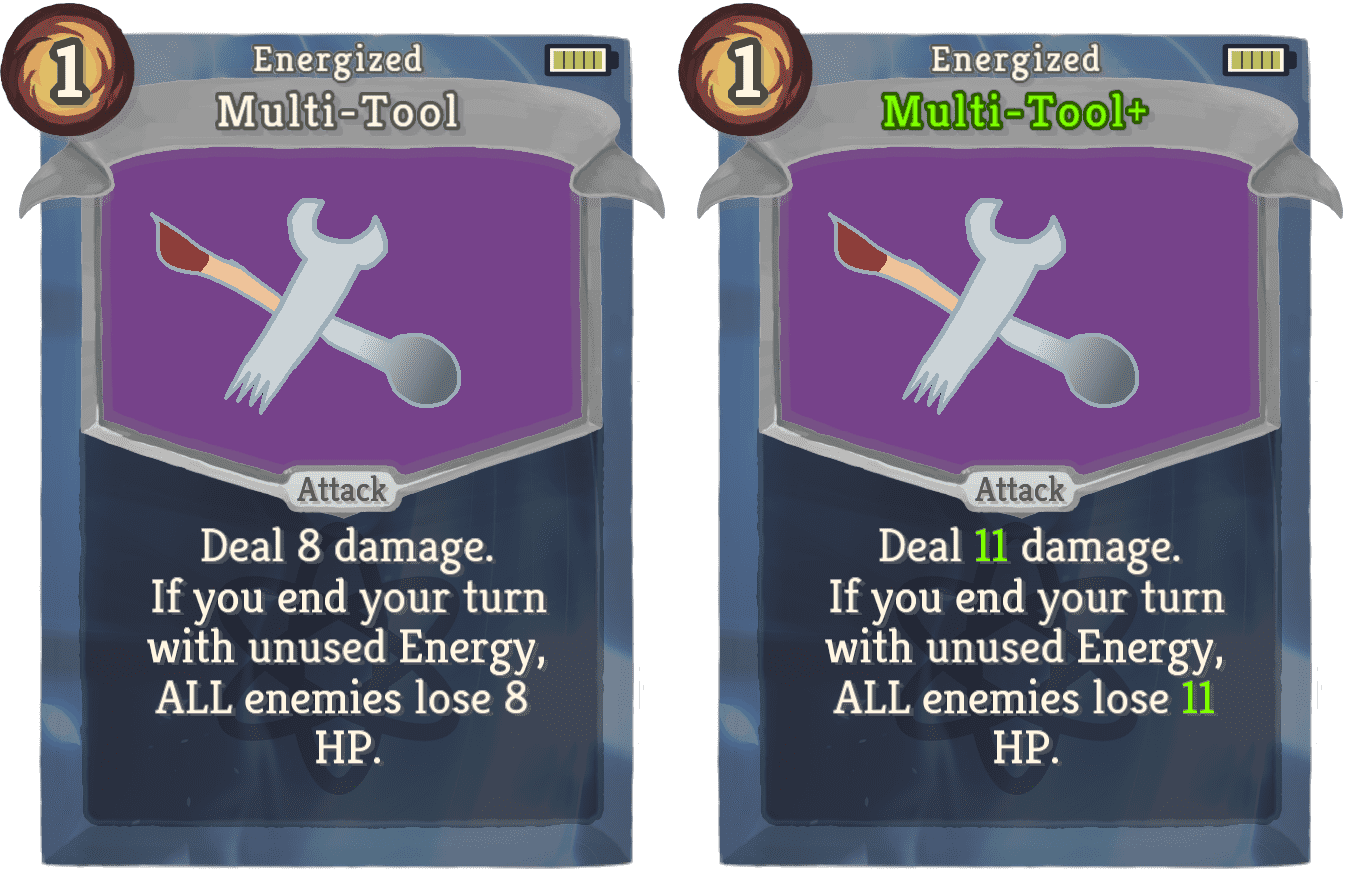 1
Energized
Multi-Tool
Attack
Deal 8 damage.
If you end your turn
with unused Energy,
ALL enemies lose 8
HP.
1
Energized
Multi-Tool+
Attack
Deal 11 damage.
If you end your turn
with unused Energy,
ALL enemies lose 11
HP.